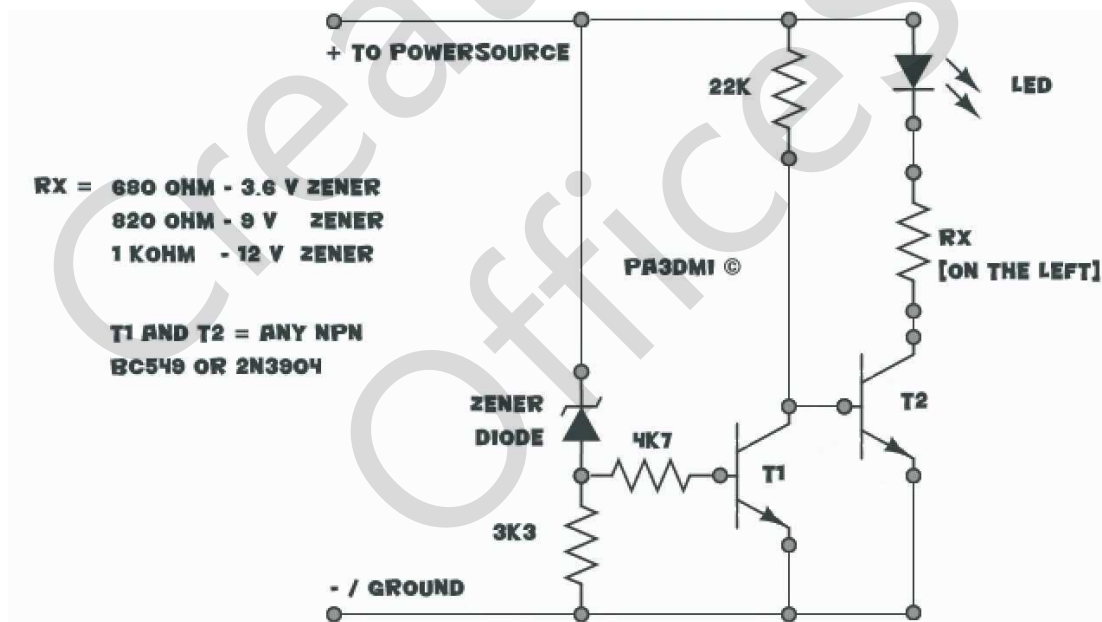 + TO POWERSOURCE
22K
LED
RX = 680 OHM - 3.6 V ZENER
820 OHM - 9 V ZENER
1 KOHM - 12 V ZENER
RX
[ON THE LEFT]
PA3DMI ©
T1 AND T2 = ANY NPN
BC549 OR 2N3904
ZENER
DIODE
4K7
T1
T2
3K3
- / GROUND
Creat
Offices